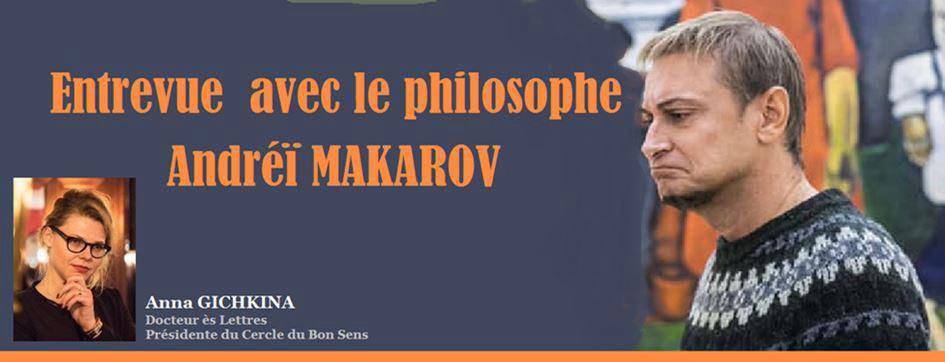 Entrevue avec le philosophe
Andréï MAKAROV
Anna GICHKINA
Docteur ès Lettres
Présidente du Cercle du Bon Sens